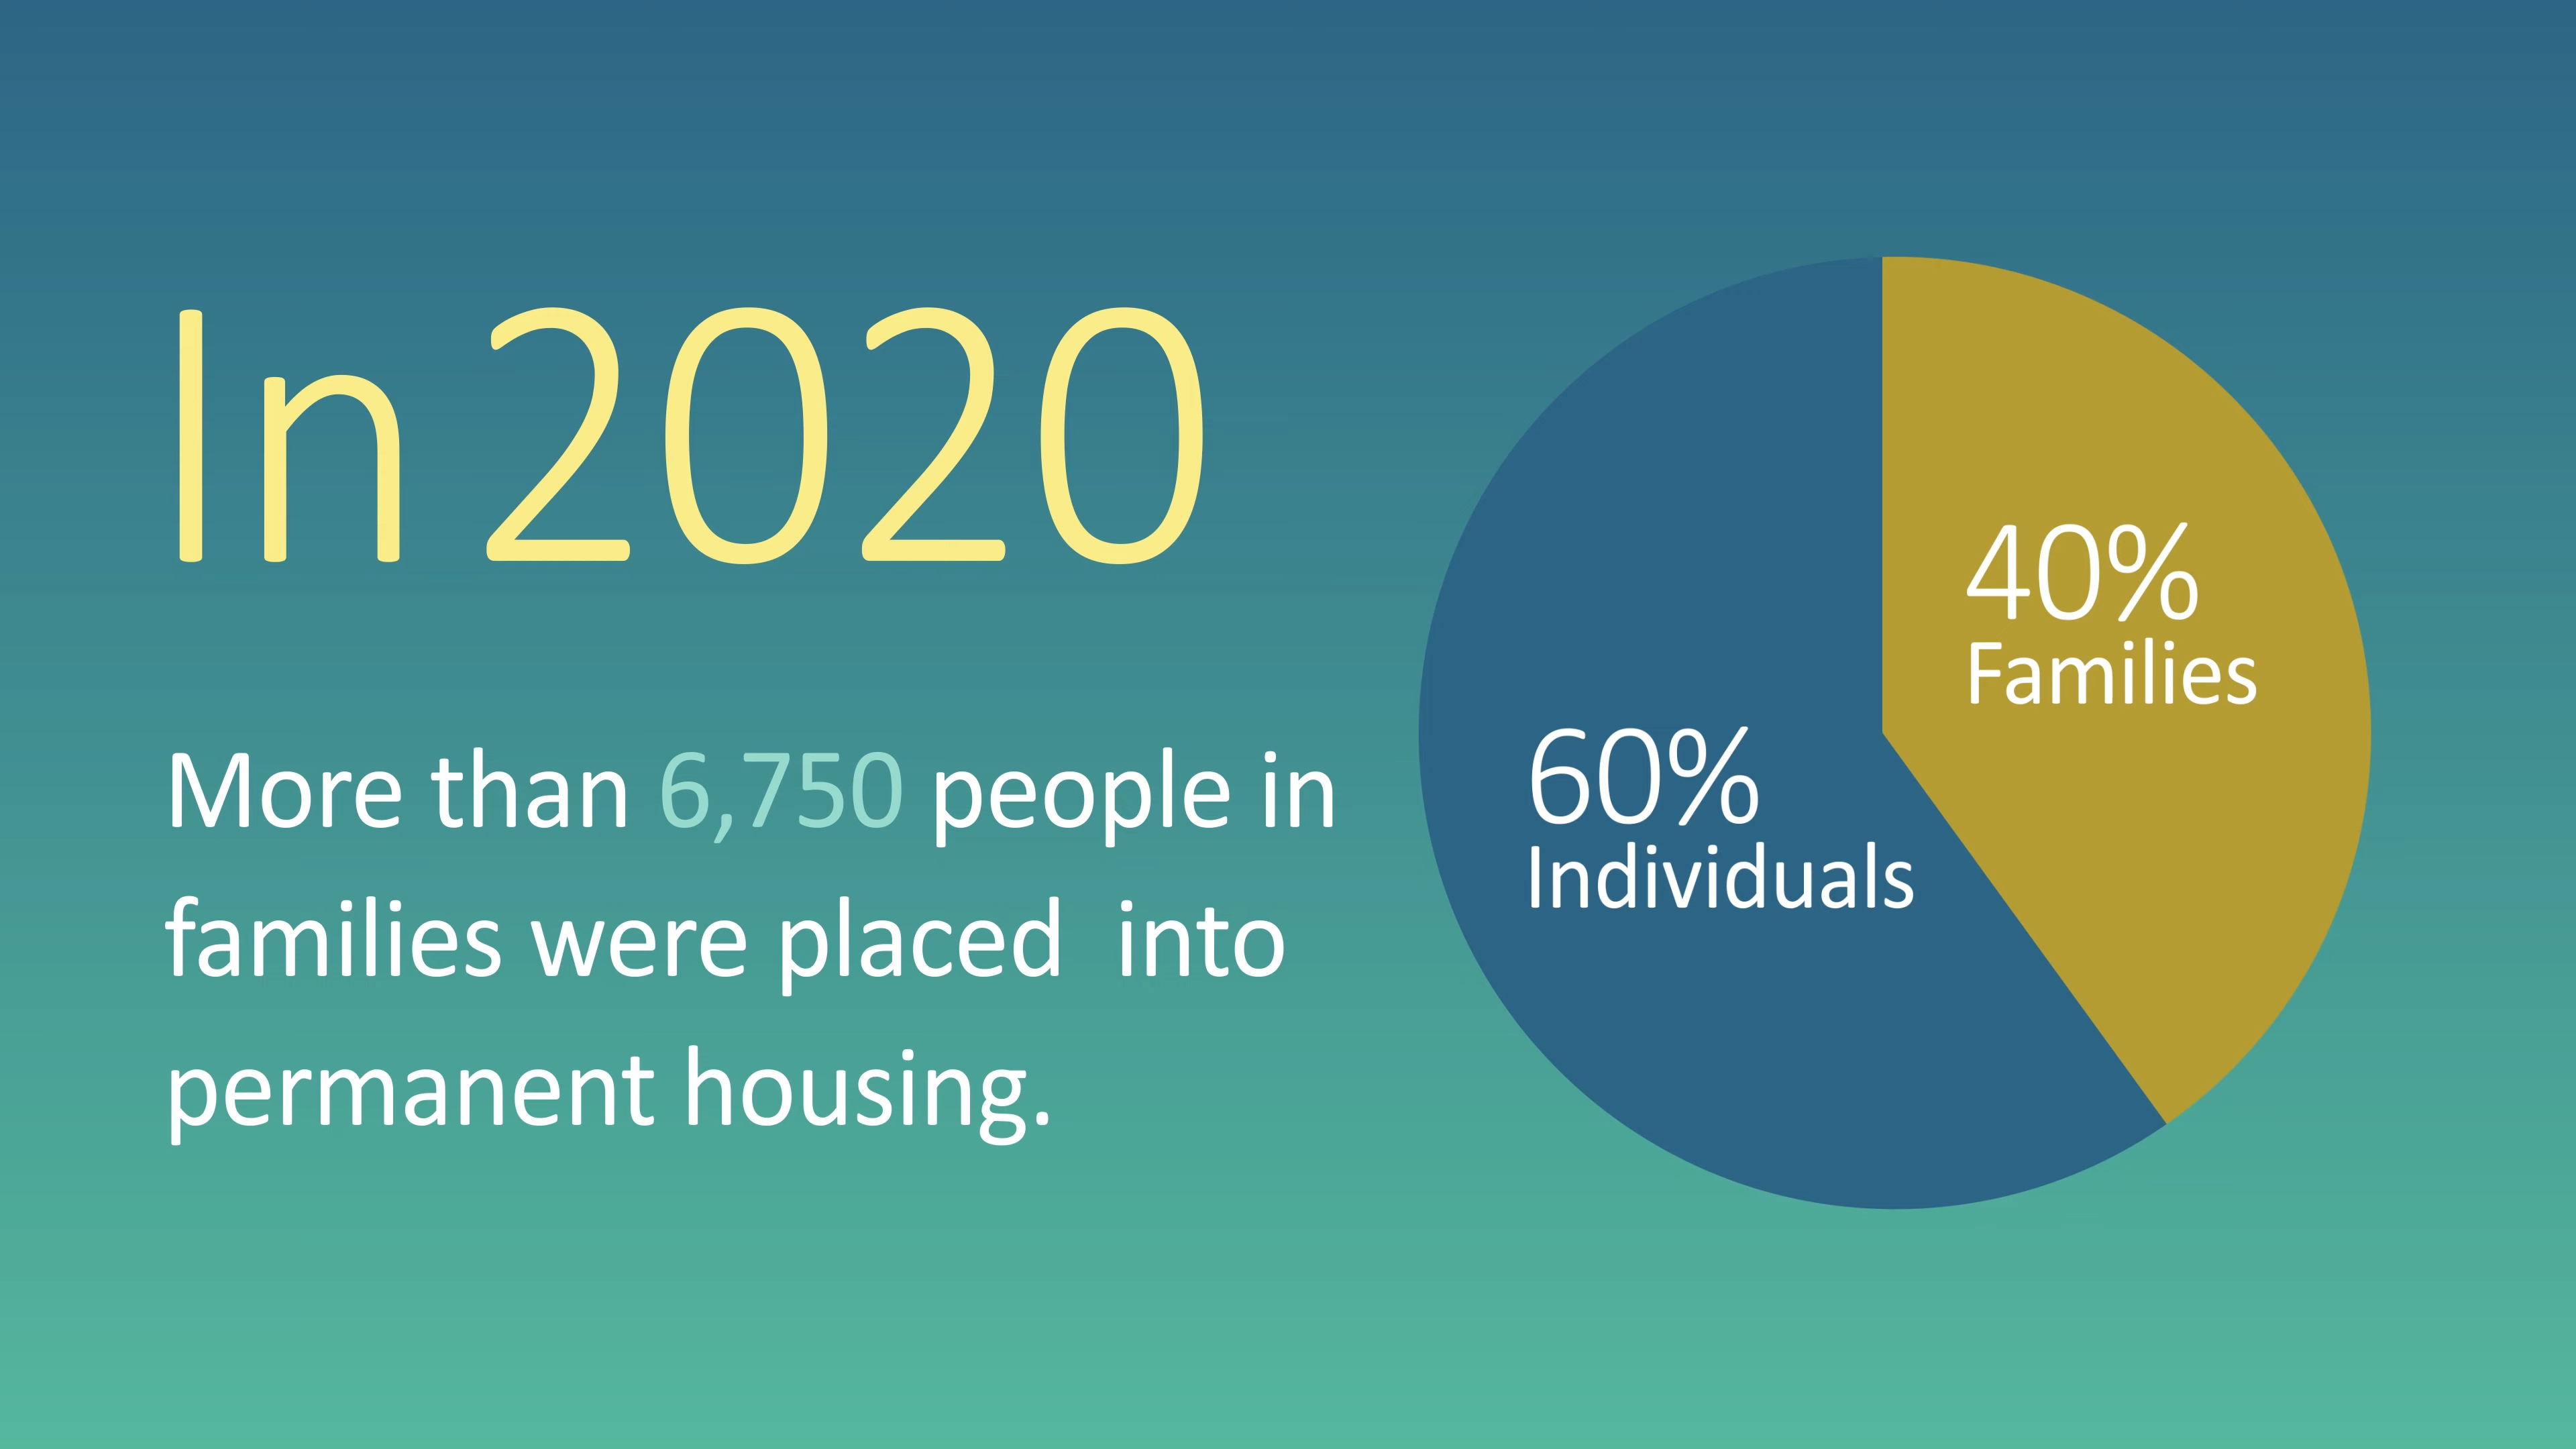 In 2020
More than 6,750 people in
families were placed  into
permanent housing.
40%
Families
60%
Individuals